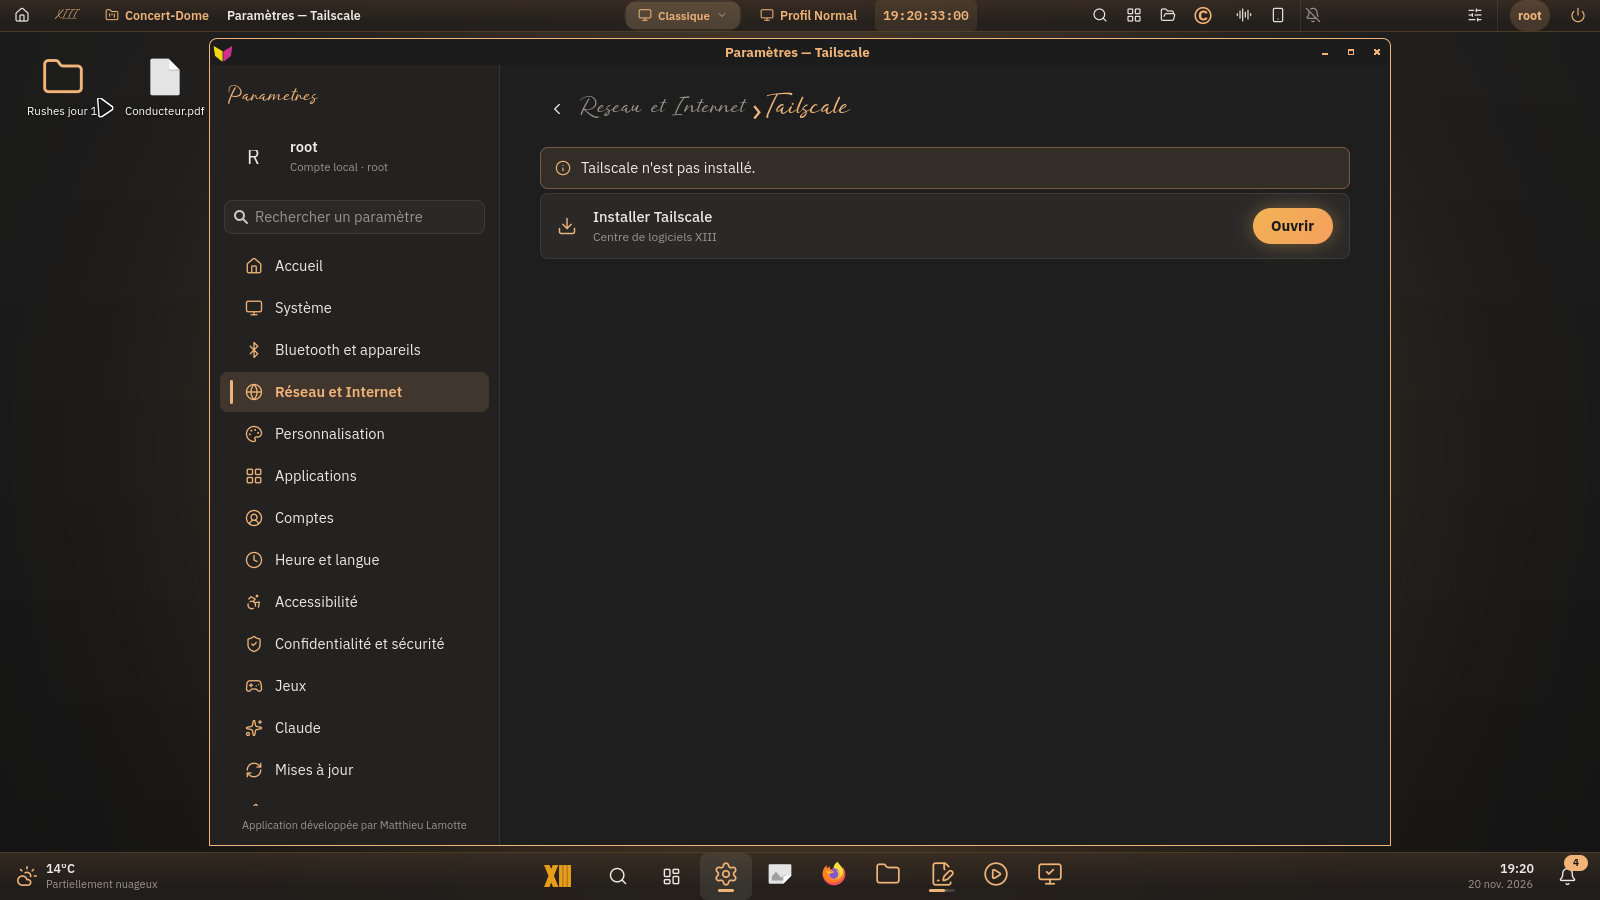 XIII
Concert-Dome
Paramètres — Tailscale
Classique
Profil Normal
19:20:33:00
root
Rushes jour 1
Conducteur.pdf
Paramètres — Tailscale
Parametres
R
root
Compte local · root
Rechercher un paramètre
Accueil
Système
Bluetooth et appareils
Réseau et Internet
Personnalisation
Applications
Comptes
Heure et langue
Accessibilité
Confidentialité et sécurité
Jeux
Claude
Mises à jour
Application développée par Matthieu Lamotte
Reseau et Internet › Tailscale
Tailscale n'est pas installé.
Installer Tailscale
Centre de logiciels XIII
Ouvrir
14°C
Partiellement nuageux
XIII
19:20
20 nov. 2026
4